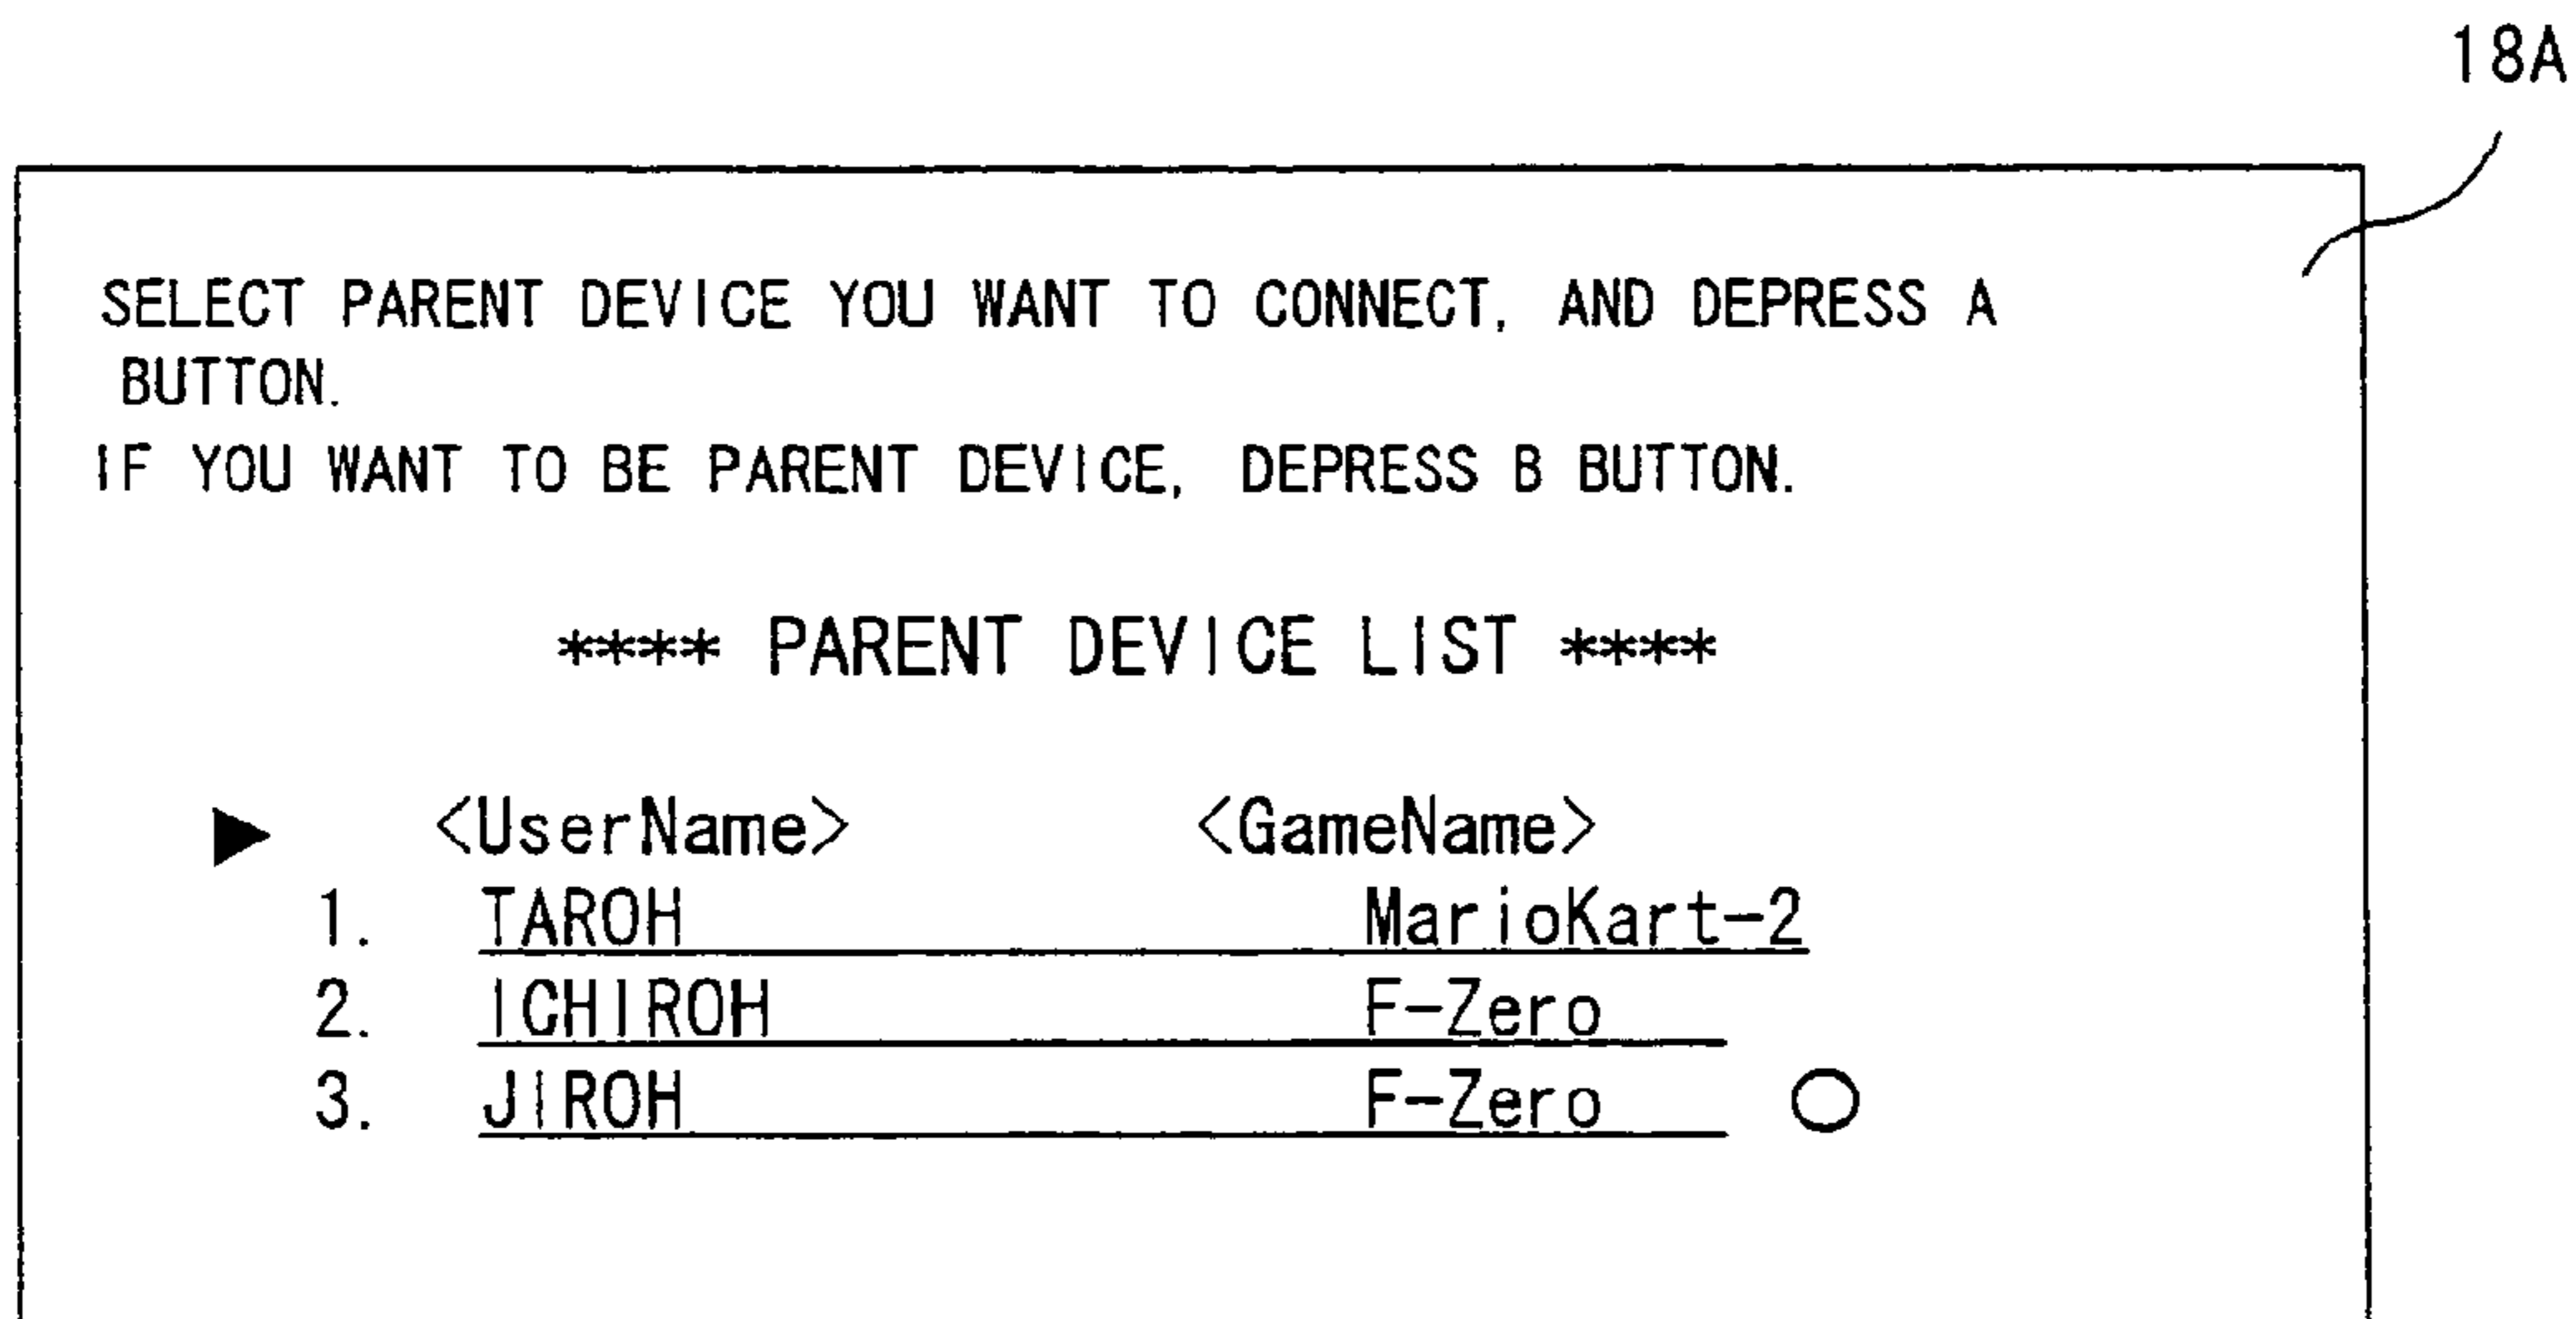 18A
SELECT PARENT DEVICE YOU WANT TO CONNECT, AND DEPRESS A
BUTTON.
IF YOU WANT TO BE PARENT DEVICE, DEPRESS B BUTTON.
**** PARENT DEVICE LIST ****
▶ <UserName> <GameName>
1. TAROH MarioKart-2
2. ICHIROH F-Zero
3. JIROH F-Zero ○